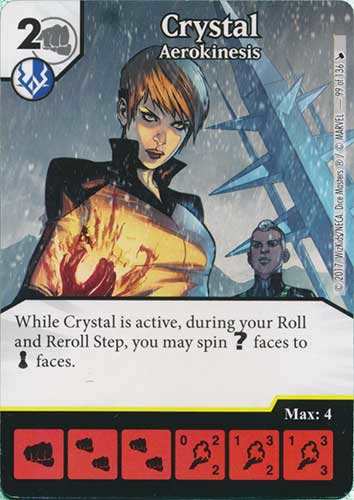 2
Crystal
Aerokinesis
© 2017 WizKids/NECA. Dice Masters ® / © MARVEL — 99 of 136
While Crystal is active, during your Roll
and Reroll Step, you may spin ? faces to
faces.
Max: 4
0 2 2
1 3 2
1 3 3